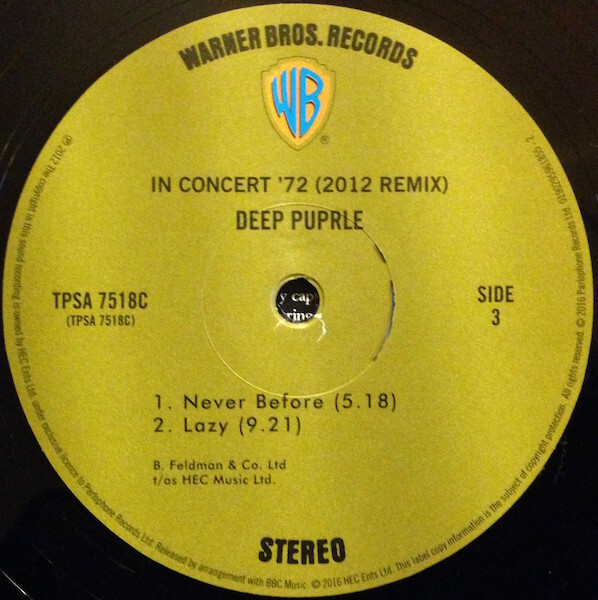 WARNER BROS. RECORDS
WB
®
IN CONCERT '72 (2012 REMIX)
DEEP PUPRLE
TPSA 7518C
(TPSA 7518C)
SIDE
3
y cap
ring
1. Never Before (5.18)
2. Lazy (9.21)
B. Feldman & Co. Ltd
t/as HEC Music Ltd.
STEREO
℗ 2012 The copyright in this sound recording is owned by HEC Ents Ltd. under exclusive licence to Parlophone Records Ltd. Released by arrangement with BBC Music. © 2016 HEC Ents Ltd. This label copy information is the subject of copyright protection. All rights reserved. © 2016 Parlophone Records Ltd